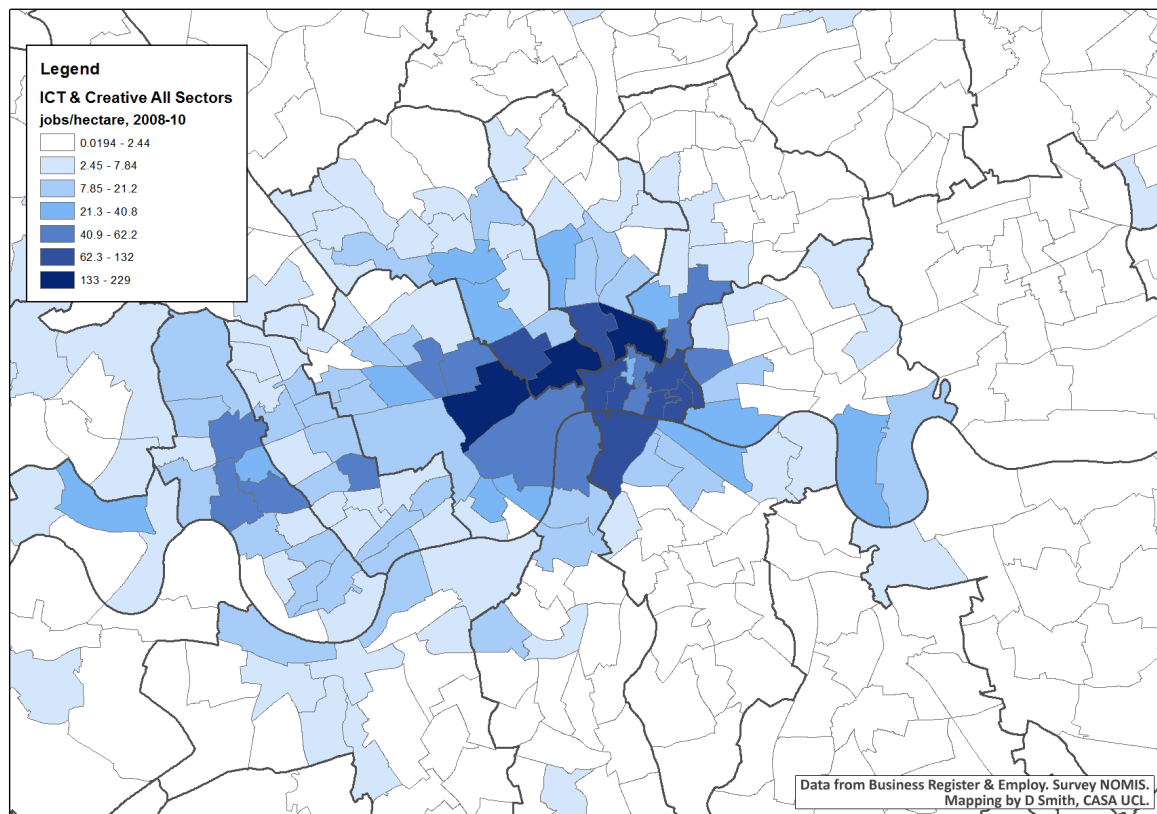 Legend
ICT & Creative All Sectors
jobs/hectare, 2008-10
0.0194 - 2.44
2.45 - 7.84
7.85 - 21.2
21.3 - 40.8
40.9 - 62.2
62.3 - 132
133 - 229
Data from Business Register & Employ. Survey NOMIS.
Mapping by D Smith, CASA UCL.